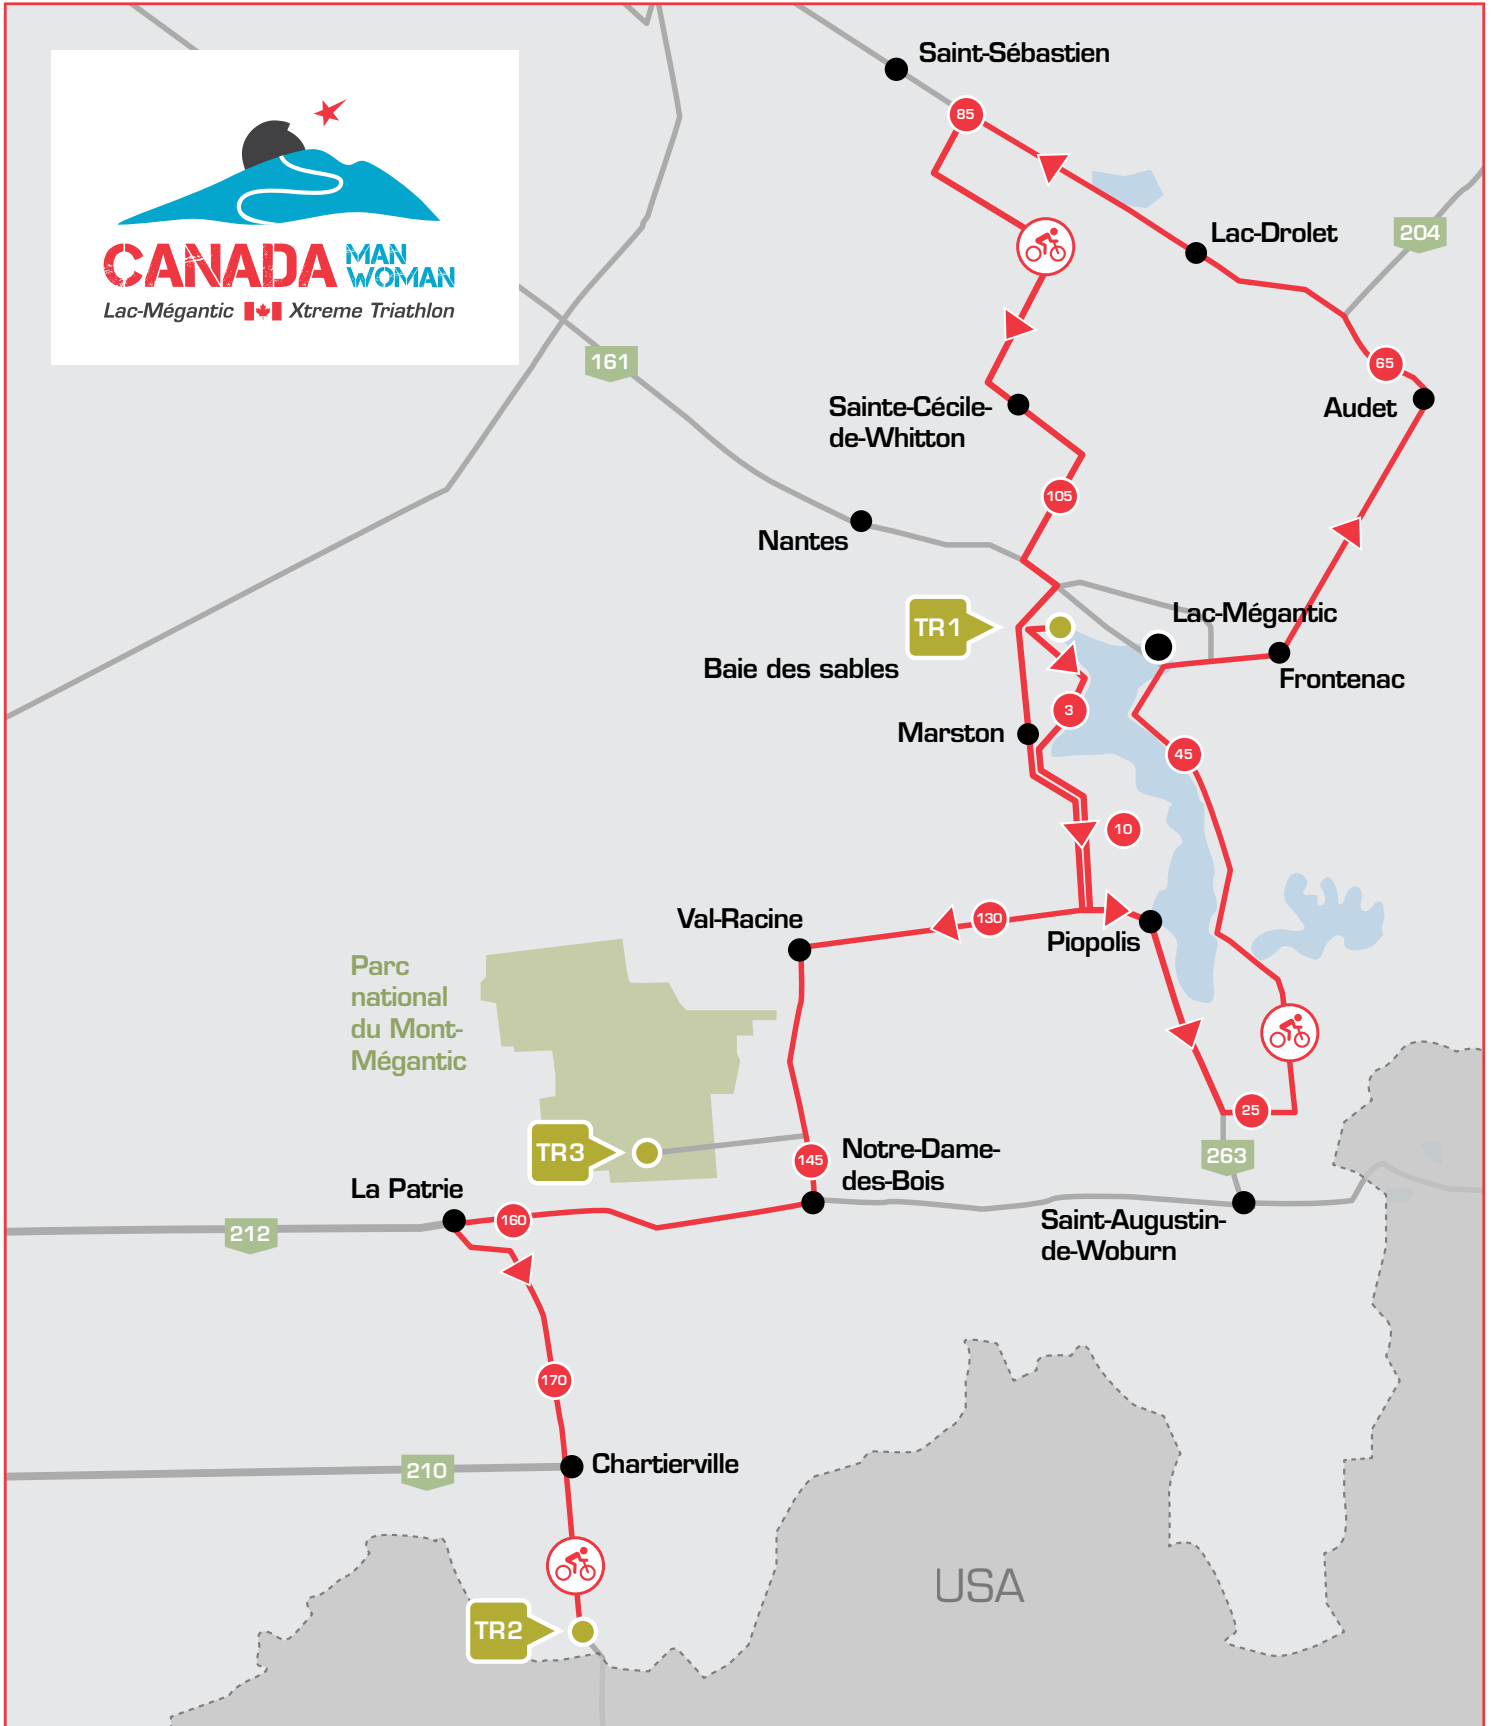 Saint-Sébastien
85
CANADA MAN
WOMAN
Lac-Mégantic Xtreme Triathlon
Lac-Drolet
204
161
65
Sainte-Cécile-
de-Whitton
Audet
105
Nantes
TR1
Lac-Mégantic
Baie des sables
Frontenac
3
Marston
45
10
Val-Racine
130
Piopolis
Parc
national
du Mont-
Mégantic
25
TR3
145
Notre-Dame-
des-Bois
263
La Patrie
160
212
Saint-Augustin-
de-Woburn
170
210
Chartierville
USA
TR2